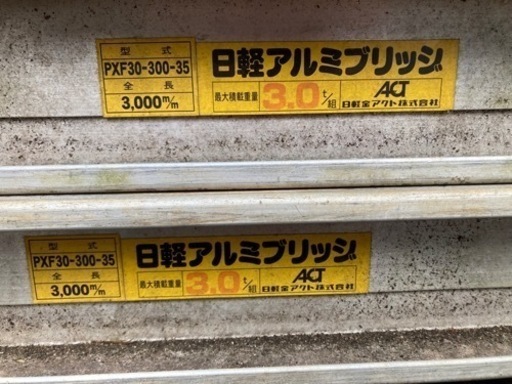 型式
PXF30-300-35
全長
3,000m/m
日軽アルミブリッジ
最大積載重量 3.0t/組
ACT
日軽金アクト株式会社
型式
PXF30-300-35
全長
3,000m/m
日軽アルミブリッジ
最大積載重量 3.0t/組
ACT
日軽金アクト株式会社